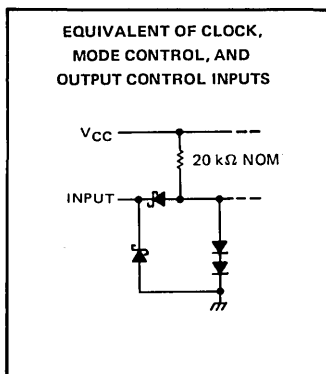 EQUIVALENT OF CLOCK,
MODE CONTROL, AND
OUTPUT CONTROL INPUTS
VCC
20 kΩ NOM
INPUT